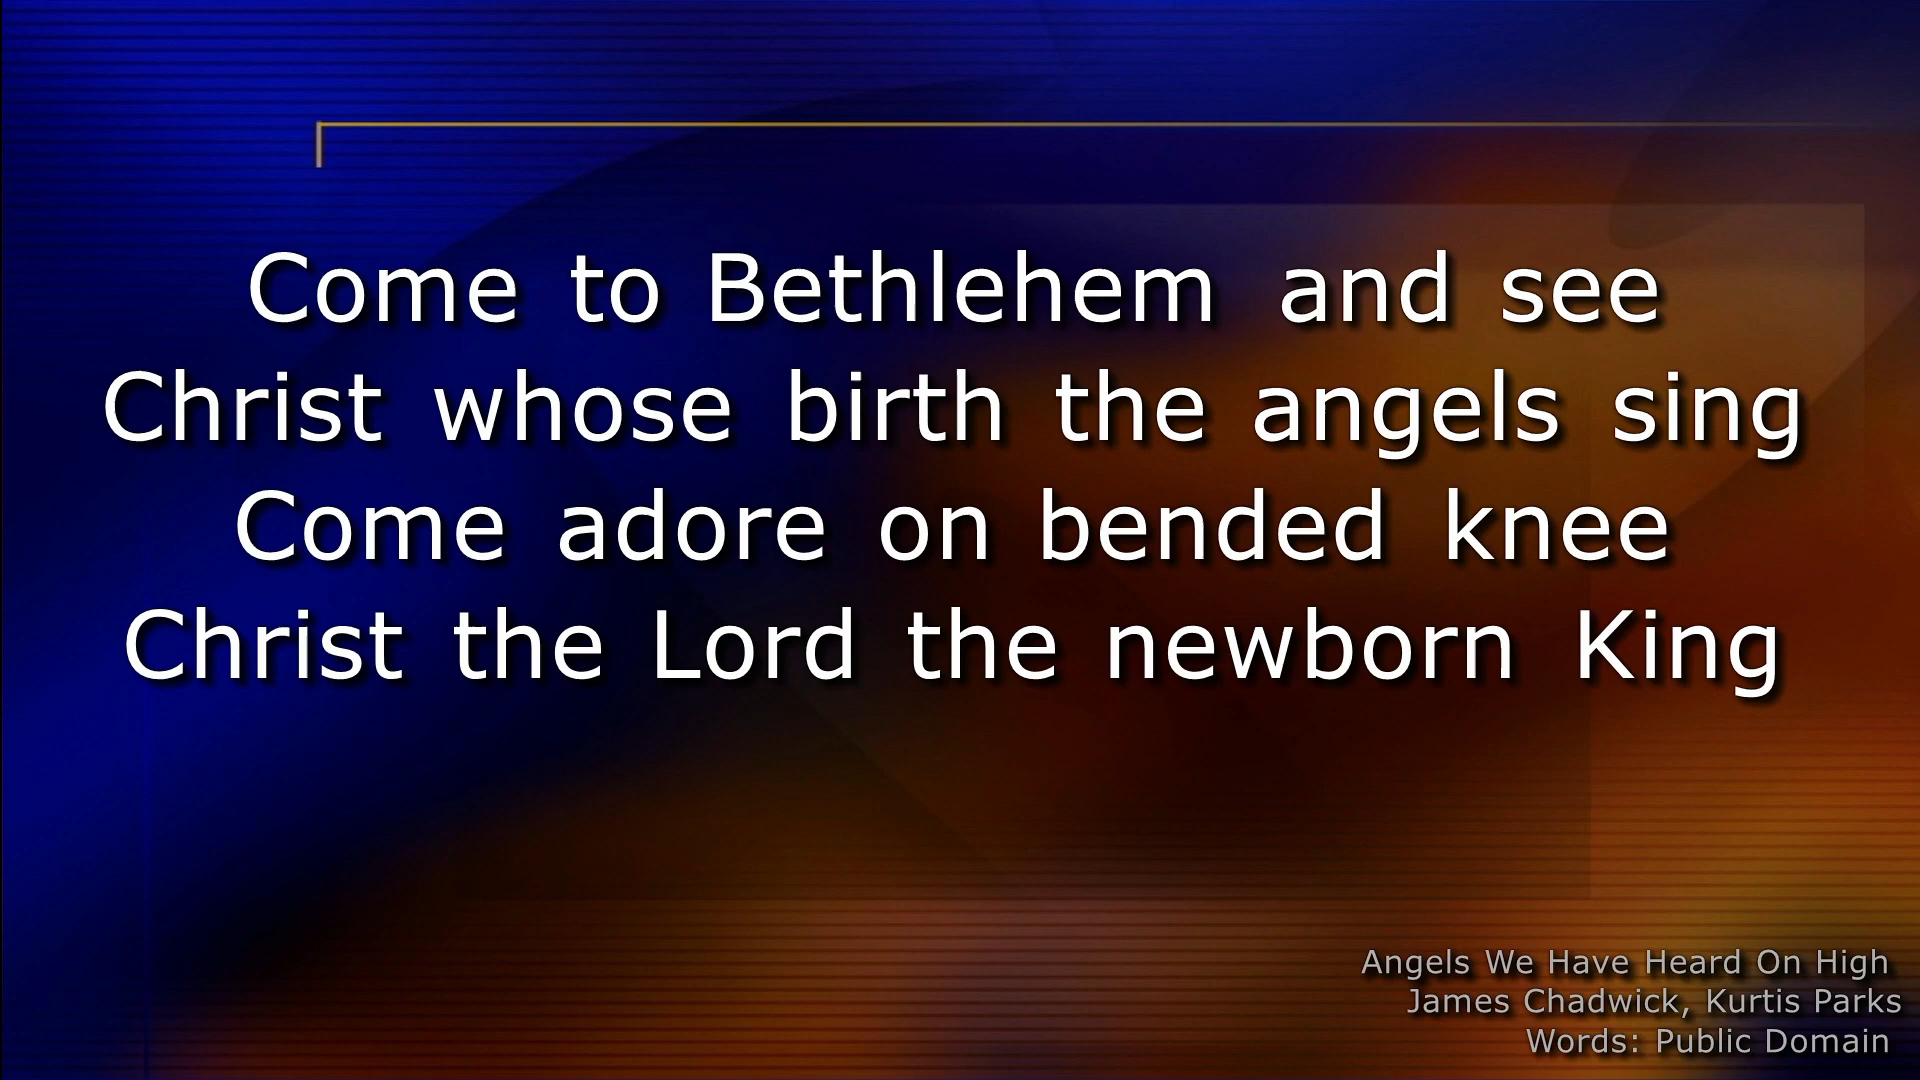 Come to Bethlehem and see
Christ whose birth the angels sing
Come adore on bended knee
Christ the Lord the newborn King
Angels We Have Heard On High
James Chadwick, Kurtis Parks
Words: Public Domain